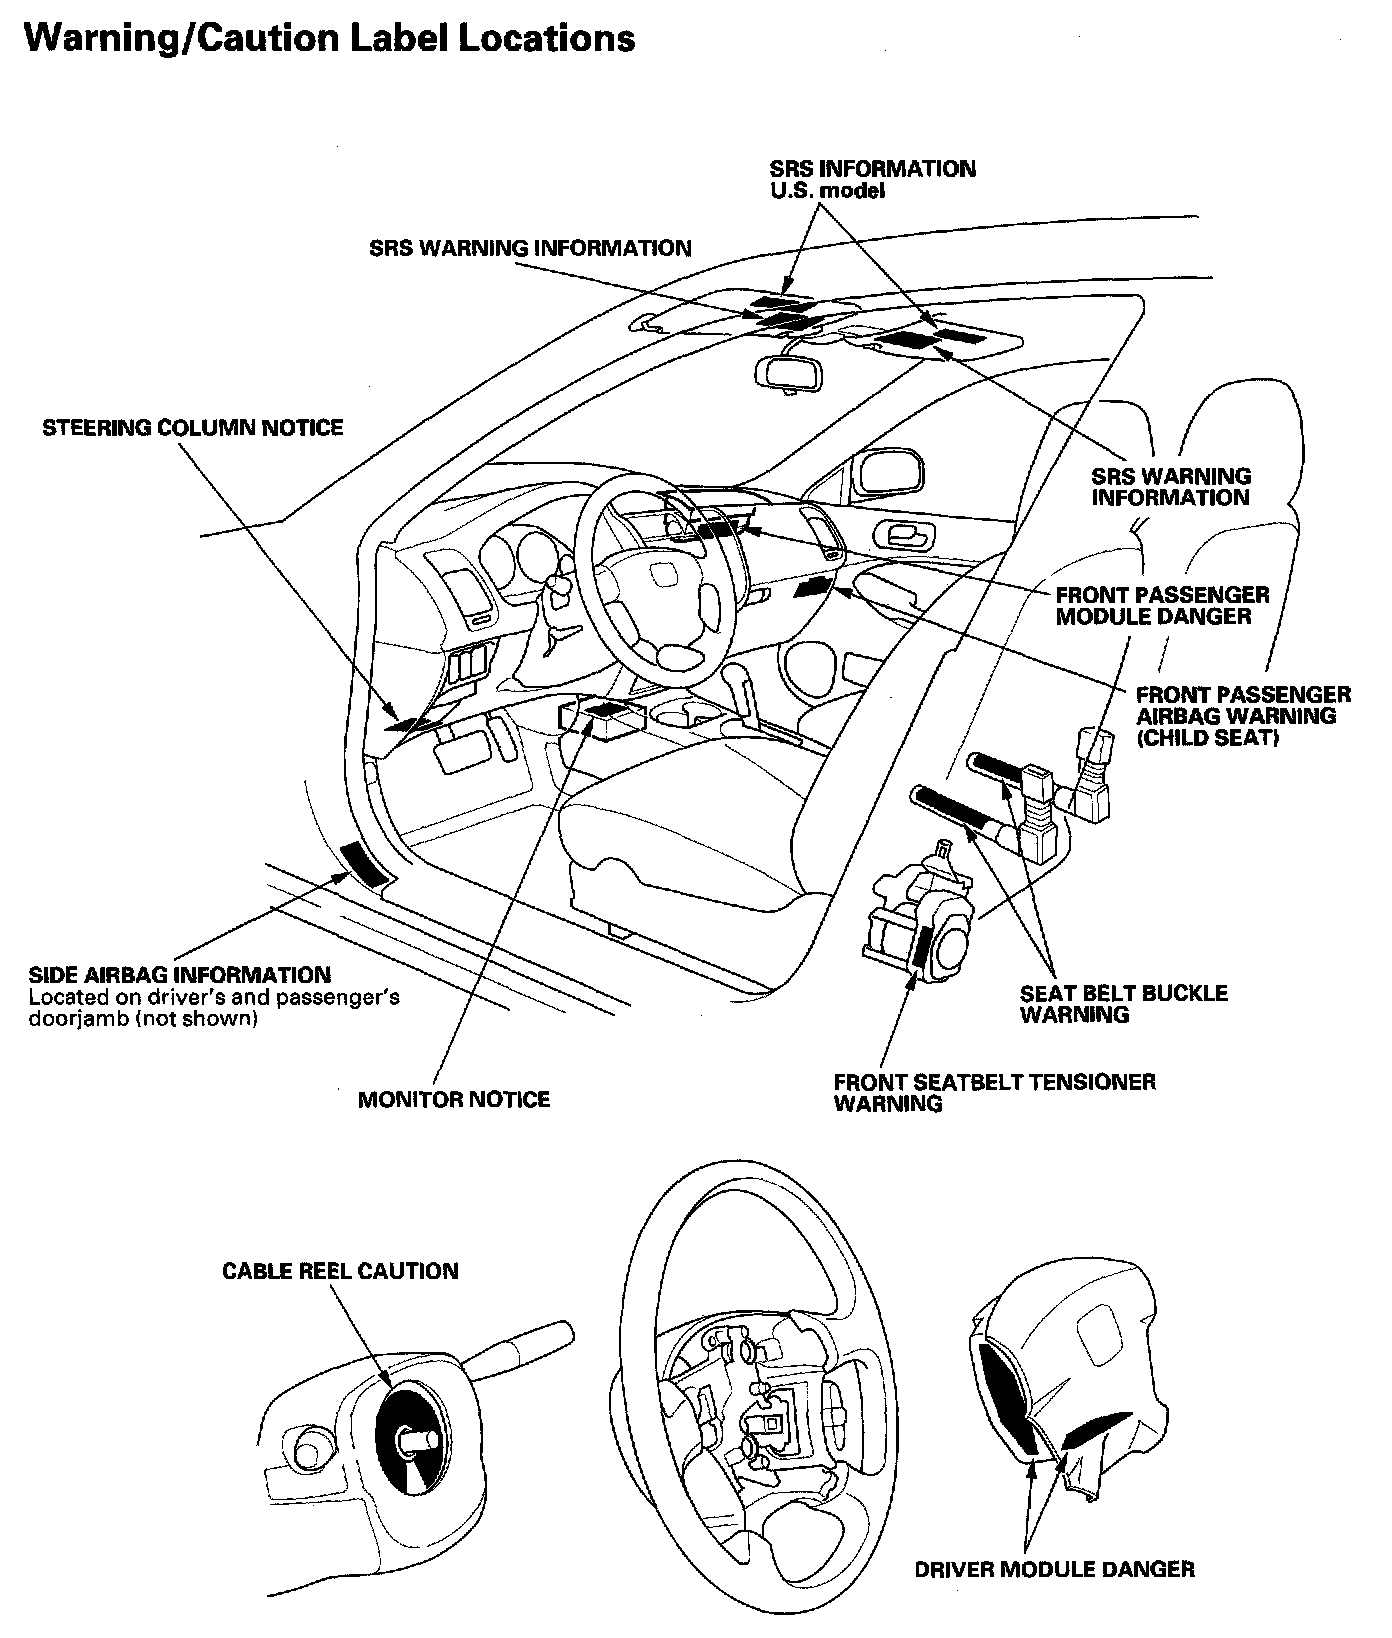 Warning/Caution Label Locations
SRS INFORMATION
U.S. model
SRS WARNING INFORMATION
STEERING COLUMN NOTICE
SRS WARNING
INFORMATION
FRONT PASSENGER
MODULE DANGER
FRONT PASSENGER
AIRBAG WARNING
(CHILD SEAT)
SIDE AIRBAG INFORMATION
Located on driver's and passenger's
doorjamb (not shown)
SEAT BELT BUCKLE
WARNING
FRONT SEATBELT TENSIONER
WARNING
MONITOR NOTICE
CABLE REEL CAUTION
DRIVER MODULE DANGER